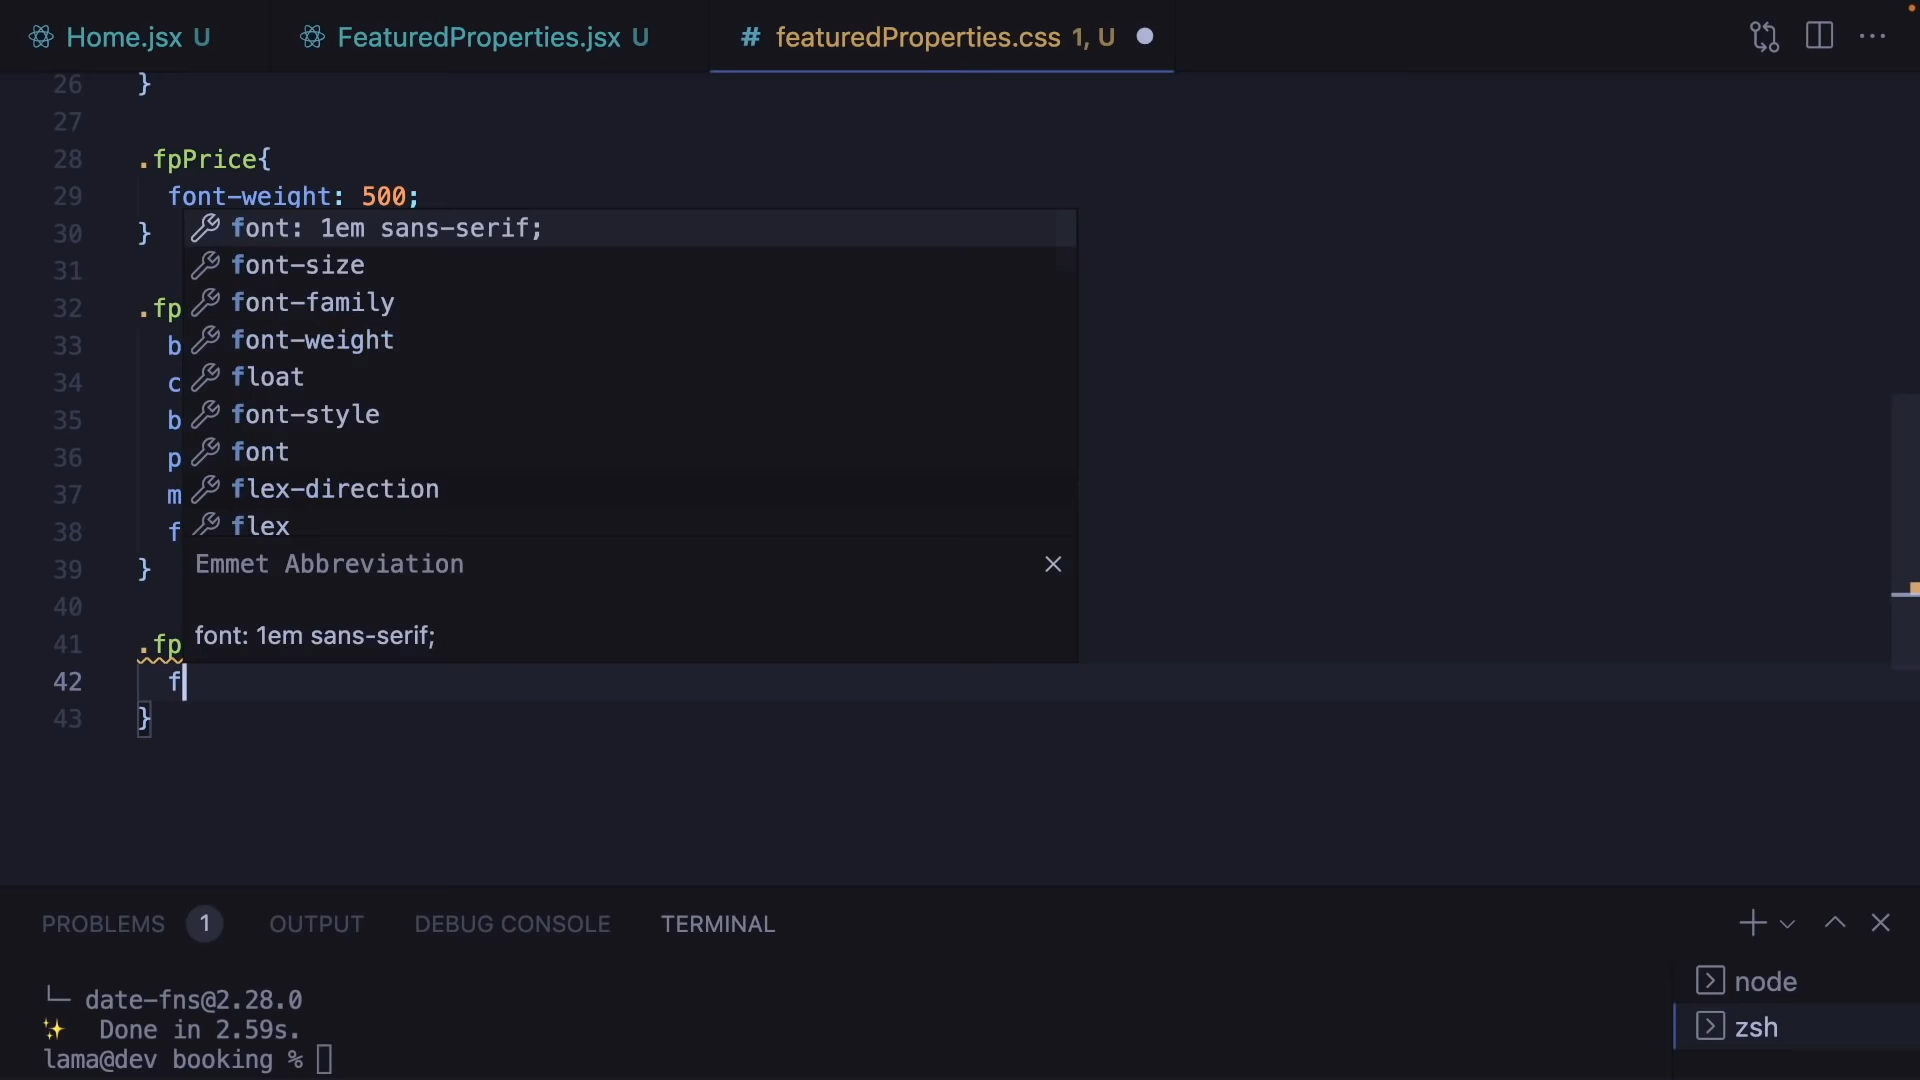 Home.jsx U
FeaturedProperties.jsx U
# featuredProperties.css 1, U
26 }
27
28 .fpPrice{
29 font-weight: 500;
30 }
31
32 .fp
33 b
34 c
35 b
36 p
37 m
38 f
39 }
40
41 .fp
42 f
43 }
font: 1em sans-serif;
font-size
font-family
font-weight
float
font-style
font
flex-direction
flex
Emmet Abbreviation
font: 1em sans-serif;
PROBLEMS 1 OUTPUT DEBUG CONSOLE TERMINAL
└─ date-fns@2.28.0
✨ Done in 2.59s.
lama@dev booking %
node
zsh